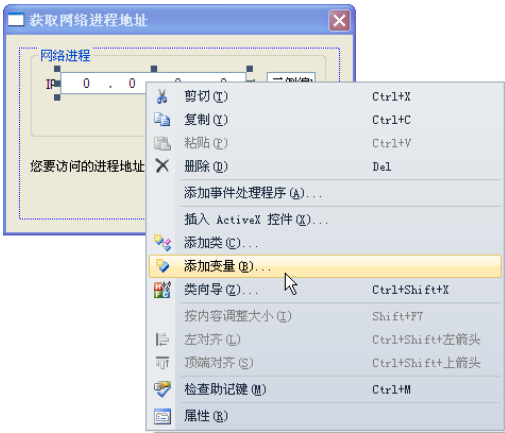 获取网络进程地址
网络进程
IP 0 . 0 0 0
您要访问的进程地址
剪切(T) Ctrl+X
复制(Y) Ctrl+C
粘贴(P) Ctrl+V
删除(D) Del
添加事件处理程序(A)...
插入 ActiveX 控件(X)...
添加类(C)...
添加变量(B)...
类向导(Z)... Ctrl+Shift+X
按内容调整大小(I) Shift+F7
左对齐(L) Ctrl+Shift+左箭头
顶端对齐(S) Ctrl+Shift+上箭头
检查助记键(M) Ctrl+M
属性(R)